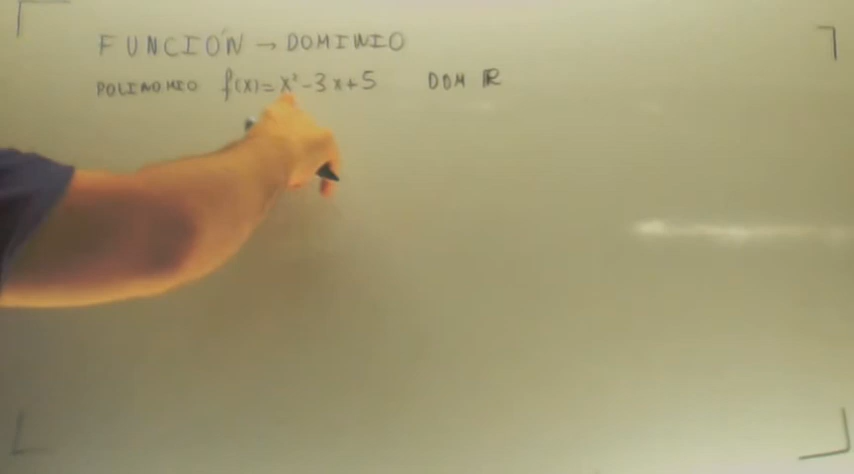 FUNCIÓN → DOMINIO
POLINOMIO f(x)=x²-3x+5 DOM ℝ